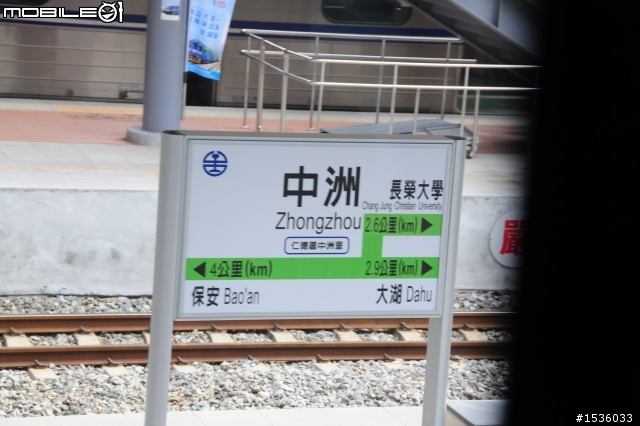 MOBILE01
中洲
Zhongzhou
長榮大學
Chang Jung Christian University
2.6公里(km)
仁德區中洲里
4公里(km)
2.9公里(km)
保安 Bao'an
大湖 Dahu
嚴
#1536033